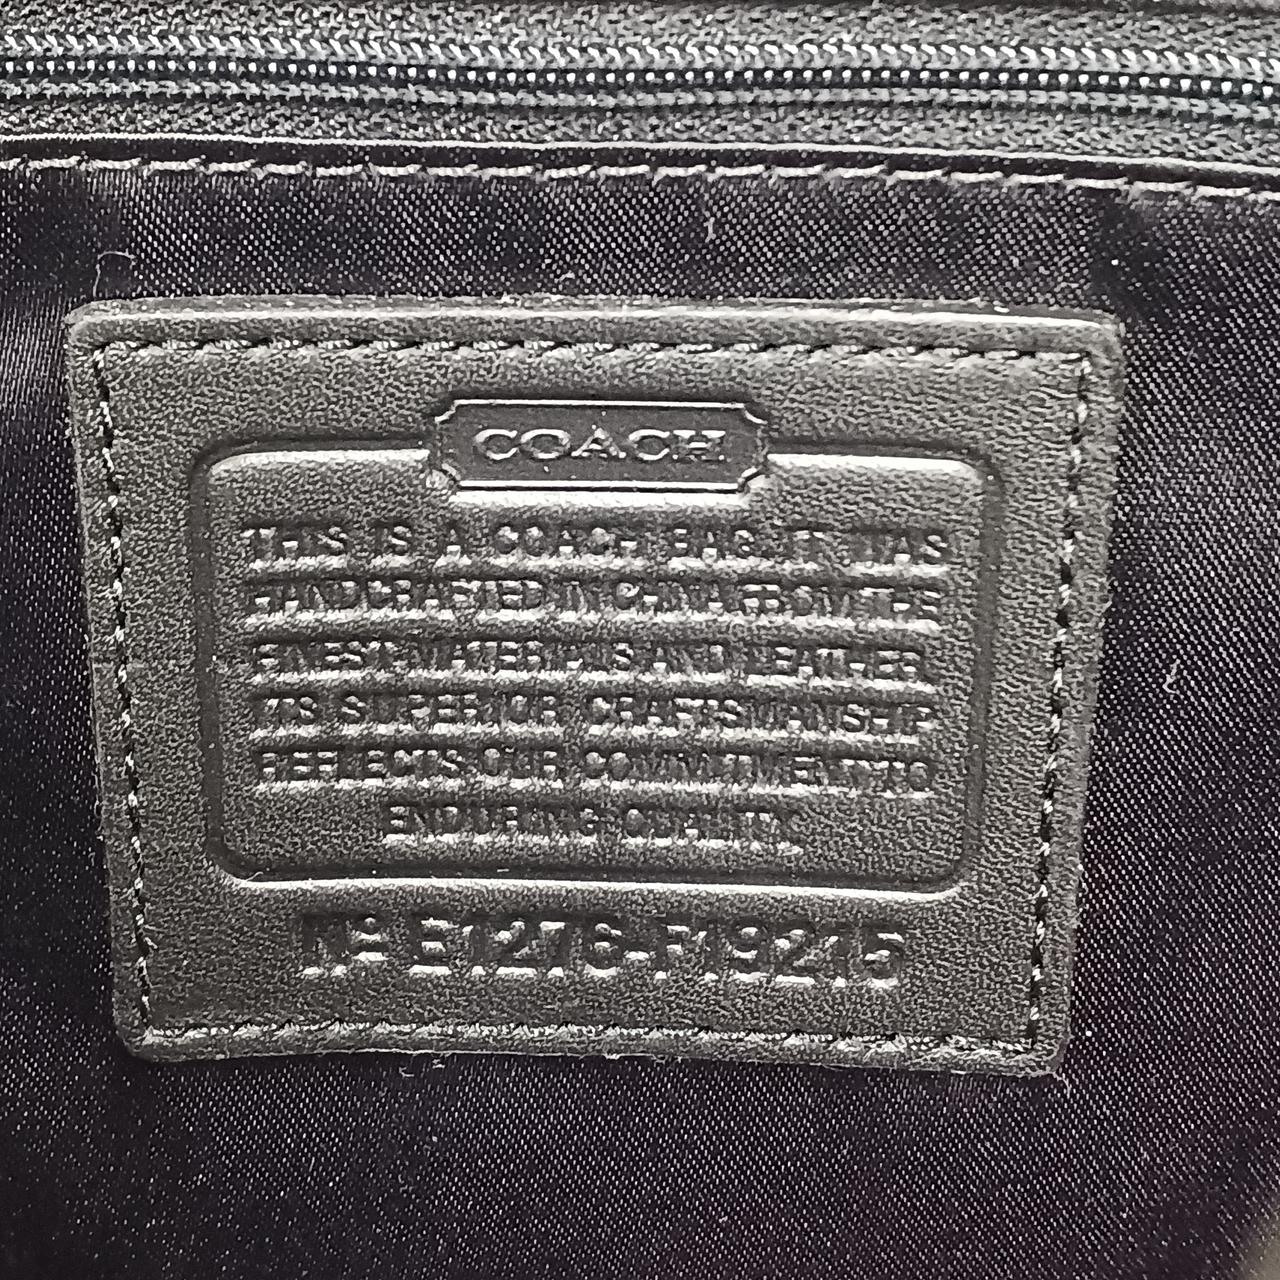 COACH
THIS IS A COACH BAG. IT WAS
HANDCRAFTED IN CHINA FROM THE
FINEST MATERIALS AND LEATHER
ITS SUPERIOR CRAFTSMANSHIP
REFLECTS OUR COMMITMENT TO
ENDURING QUALITY.
Nº E1276-F19215